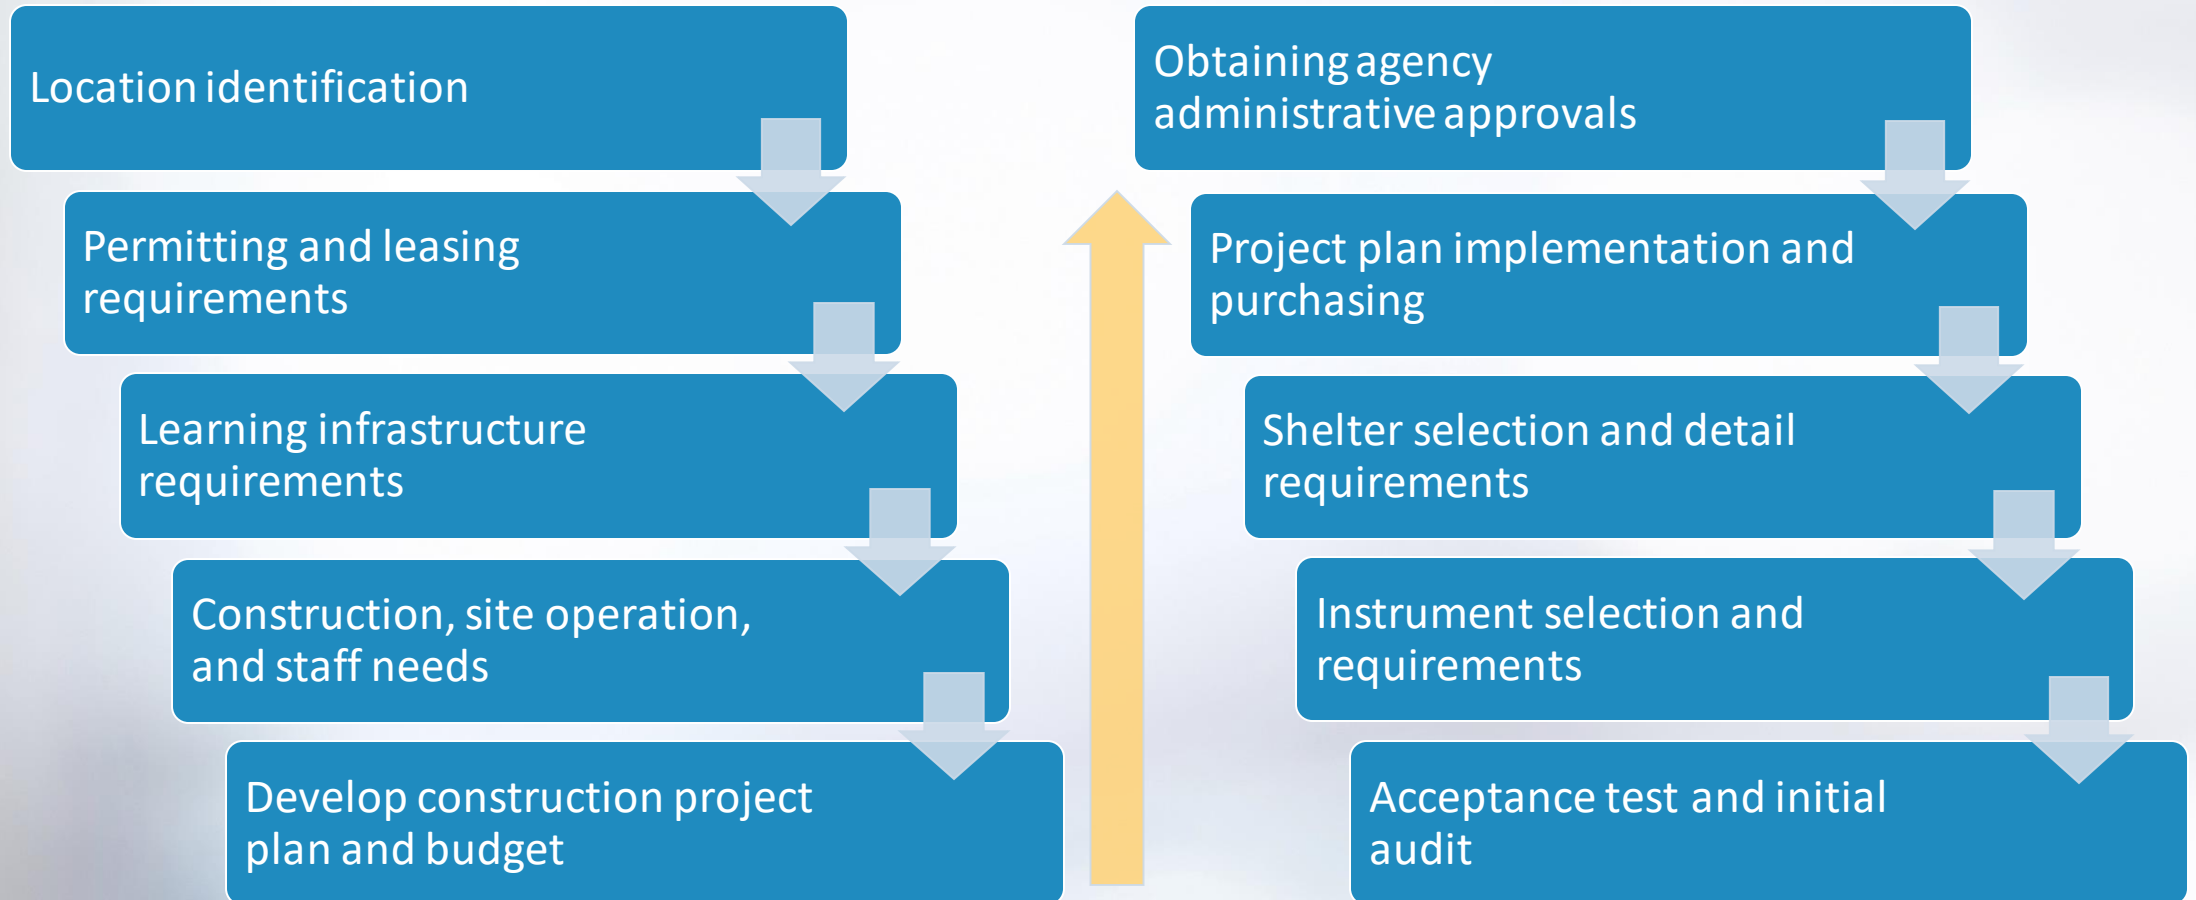 Location identification
Permitting and leasing
requirements
Learning infrastructure
requirements
Construction, site operation,
and staff needs
Develop construction project
plan and budget
Obtaining agency
administrative approvals
Project plan implementation and
purchasing
Shelter selection and detail
requirements
Instrument selection and
requirements
Acceptance test and initial
audit